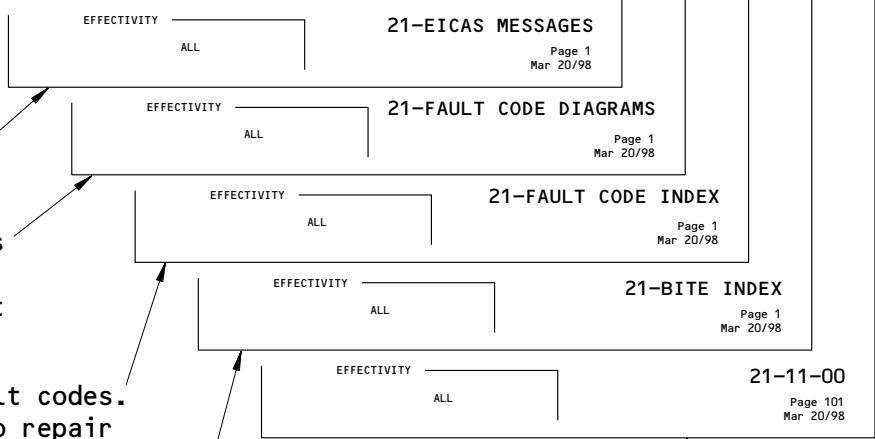 EFFECTIVITY
ALL
21-EICAS MESSAGES
Page 1
Mar 20/98
EFFECTIVITY
ALL
21-FAULT CODE DIAGRAMS
Page 1
Mar 20/98
EFFECTIVITY
ALL
21-FAULT CODE INDEX
Page 1
Mar 20/98
EFFECTIVITY
ALL
21-BITE INDEX
Page 1
Mar 20/98
EFFECTIVITY
ALL
21-11-00
Page 101
Mar 20/98
codes.
repair